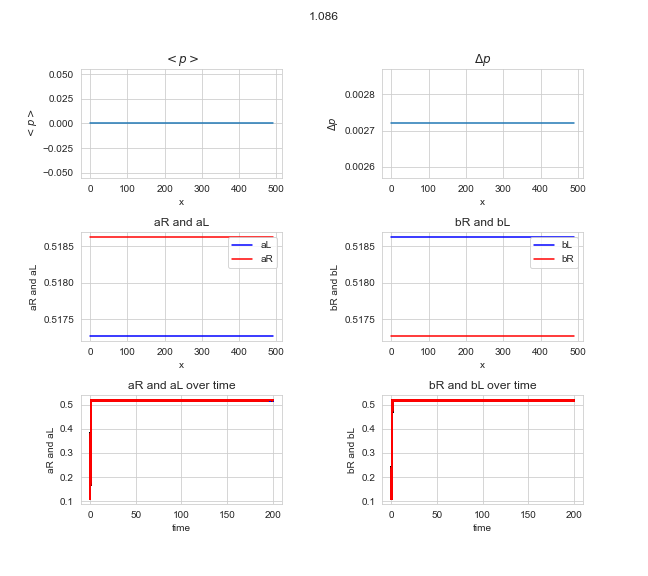 1.086
< p >
0.050
0.025
0.000
−0.025
−0.050
< p >
0 100 200 300 400 500
x
Δp
0.0028
0.0027
0.0026
Δp
0 100 200 300 400 500
x
aR and aL
0.5185
0.5180
0.5175
aR and aL
aL
aR
0 100 200 300 400 500
x
bR and bL
0.5185
0.5180
0.5175
bR and bL
bL
bR
0 100 200 300 400 500
x
aR and aL over time
0.5
0.4
0.3
0.2
0.1
aR and aL
0 50 100 150 200
time
bR and bL over time
0.5
0.4
0.3
0.2
0.1
bR and bL
0 50 100 150 200
time